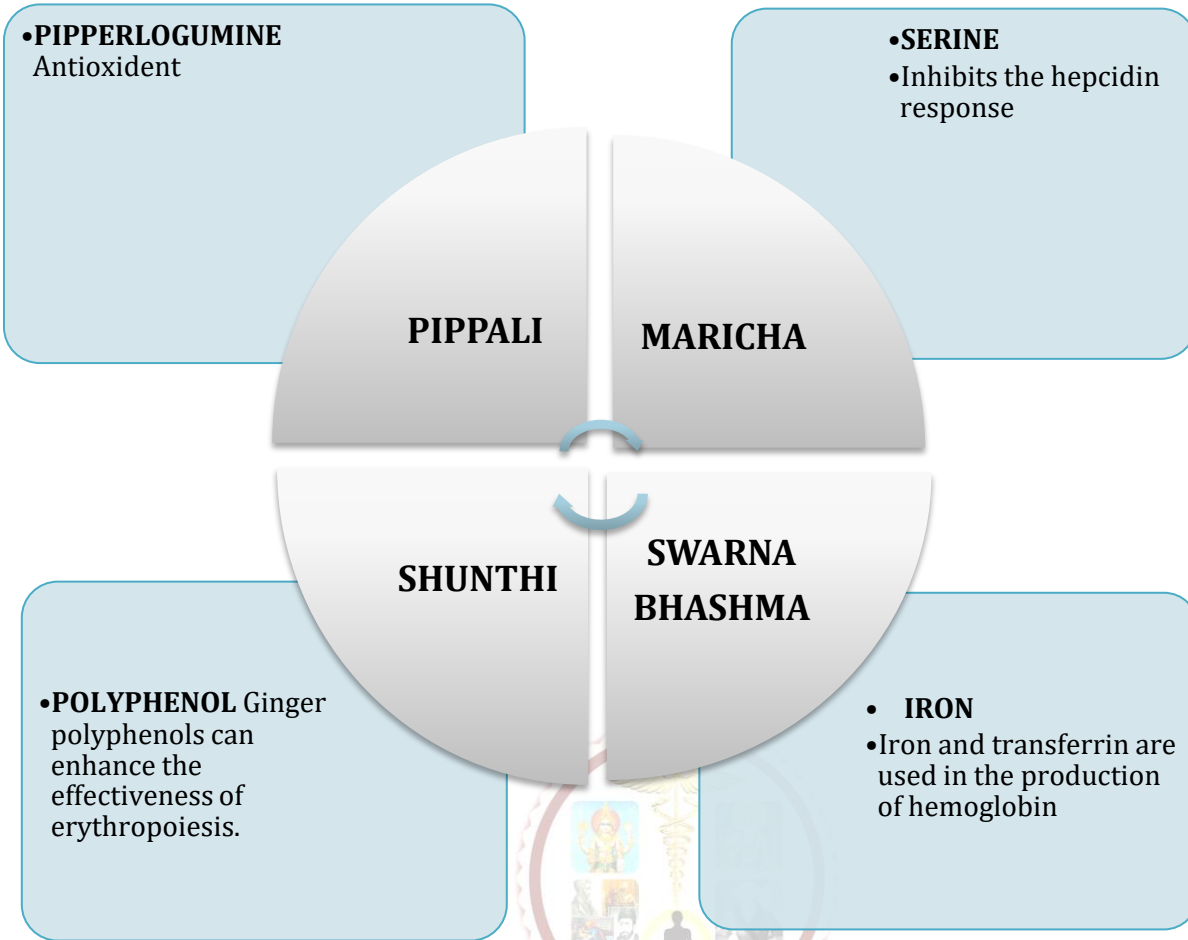 •PIPPERLOGUMINE
Antioxident
•SERINE
•Inhibits the hepcidin
response
PIPPALI
MARICHA
SHUNTHI
SWARNA
BHASHMA
•POLYPHENOL Ginger
polyphenols can
enhance the
effectiveness of
erythropoiesis.
• IRON
•Iron and transferrin are
used in the production
of hemoglobin